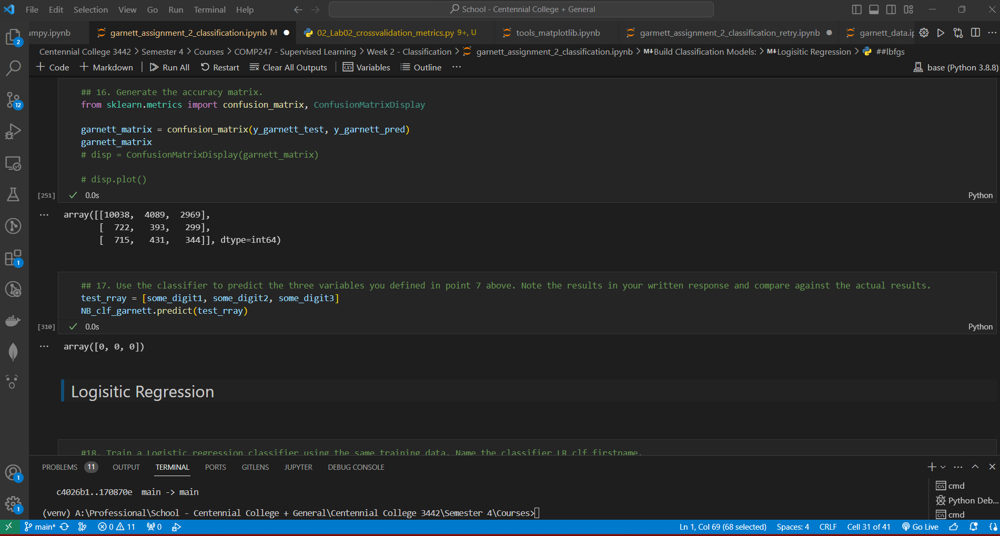 File Edit Selection View Go Run Terminal Help
School - Centennial College + General
umpy.ipynb garnett_assignment_2_classification.ipynb M 02_Lab02_crossvalidation_metrics.py 9+, U tools_matplotlib.ipynb garmett_assignment_2_classification_retry.ipynb garnett_data.ip
Centennial College 3442 > Semester 4 > Courses > COMP247 - Supervised Learning > Week 2 - Classification > garnett_assignment_2_classification.ipynb > M↓Build Classification Models: > M↓Logisitic Regression > ##lbfgs
+ Code + Markdown | Run All Restart Clear All Outputs | Variables Outline ···
base (Python 3.8.8)
## 16. Generate the accuracy matrix.
from sklearn.metrics import confusion_matrix, ConfusionMatrixDisplay
garnett_matrix = confusion_matrix(y_garnett_test, y_garnett_pred)
garnett_matrix
# disp = ConfusionMatrixDisplay(garnett_matrix)
# disp.plot()
[251] ✓ 0.0s Python
array([[10038, 4089, 2969],
[ 722, 393, 299],
[ 715, 431, 344]], dtype=int64)
## 17. Use the classifier to predict the three variables you defined in point 7 above. Note the results in your written response and compare against the actual results.
test_rray = [some_digit1, some_digit2, some_digit3]
NB_clf_garnett.predict(test_rray)
[310] ✓ 0.0s Python
array([0, 0, 0])
Logisitic Regression
#18. Train a Logistic regression classifier using the same training data. Name the classifier LR_clf_firstname.
PROBLEMS 11 OUTPUT TERMINAL PORTS GITLENS JUPYTER DEBUG CONSOLE
c4026b1..170870e main -> main
(venv) A:\Professional\School - Centennial College + General\Centennial College 3442\Semester 4\Courses>
cmd
Python Deb...
cmd
2
12
1
1
1
main* 0 11 0 Ln 1, Col 69 (68 selected) Spaces: 4 CRLF Cell 31 of 41 Go Live